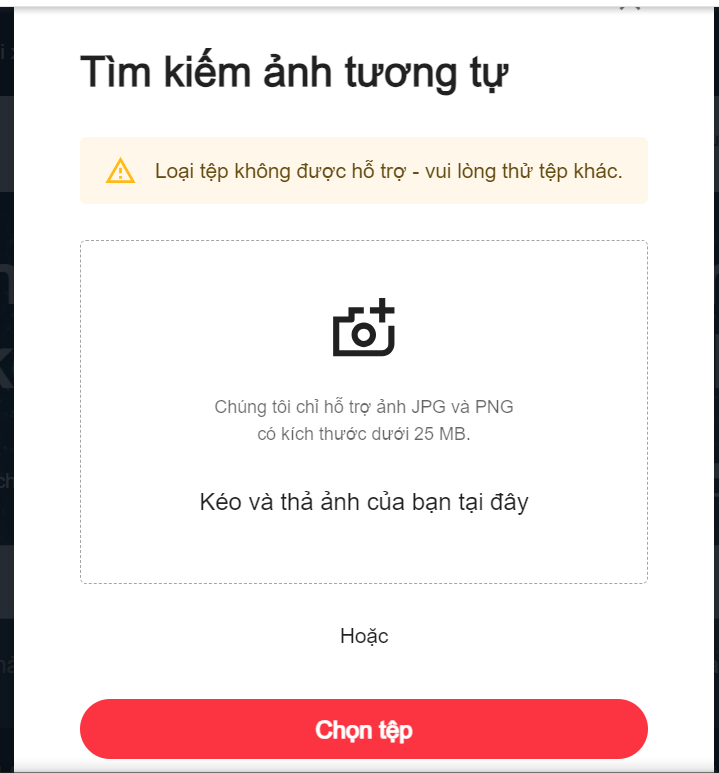 Tìm kiếm ảnh tương tự
Loại tệp không được hỗ trợ - vui lòng thử tệp khác.
Chúng tôi chỉ hỗ trợ ảnh JPG và PNG
có kích thước dưới 25 MB.
Kéo và thả ảnh của bạn tại đây
Hoặc
Chọn tệp